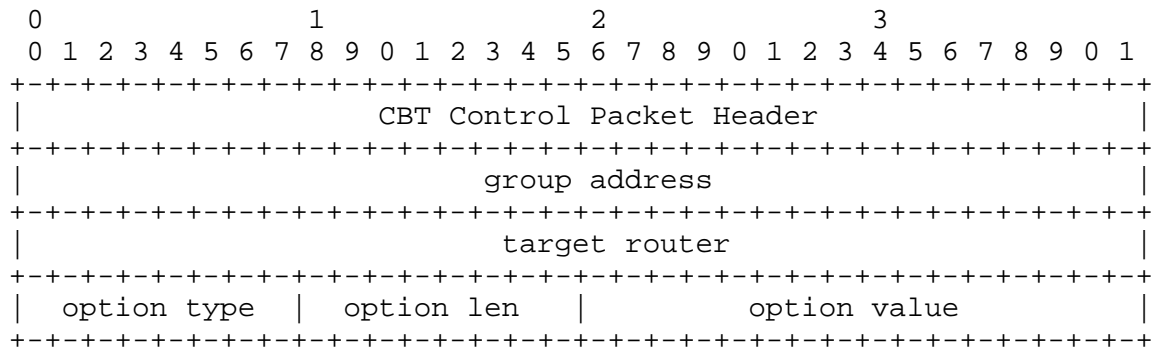 0                   1                   2                   3
 0 1 2 3 4 5 6 7 8 9 0 1 2 3 4 5 6 7 8 9 0 1 2 3 4 5 6 7 8 9 0 1
+-+-+-+-+-+-+-+-+-+-+-+-+-+-+-+-+-+-+-+-+-+-+-+-+-+-+-+-+-+-+-+-+
|                   CBT Control Packet Header                   |
+-+-+-+-+-+-+-+-+-+-+-+-+-+-+-+-+-+-+-+-+-+-+-+-+-+-+-+-+-+-+-+-+
|                         group address                         |
+-+-+-+-+-+-+-+-+-+-+-+-+-+-+-+-+-+-+-+-+-+-+-+-+-+-+-+-+-+-+-+-+
|                         target router                         |
+-+-+-+-+-+-+-+-+-+-+-+-+-+-+-+-+-+-+-+-+-+-+-+-+-+-+-+-+-+-+-+-+
|  option type  |  option len   |         option value          |
+-+-+-+-+-+-+-+-+-+-+-+-+-+-+-+-+-+-+-+-+-+-+-+-+-+-+-+-+-+-+-+-+